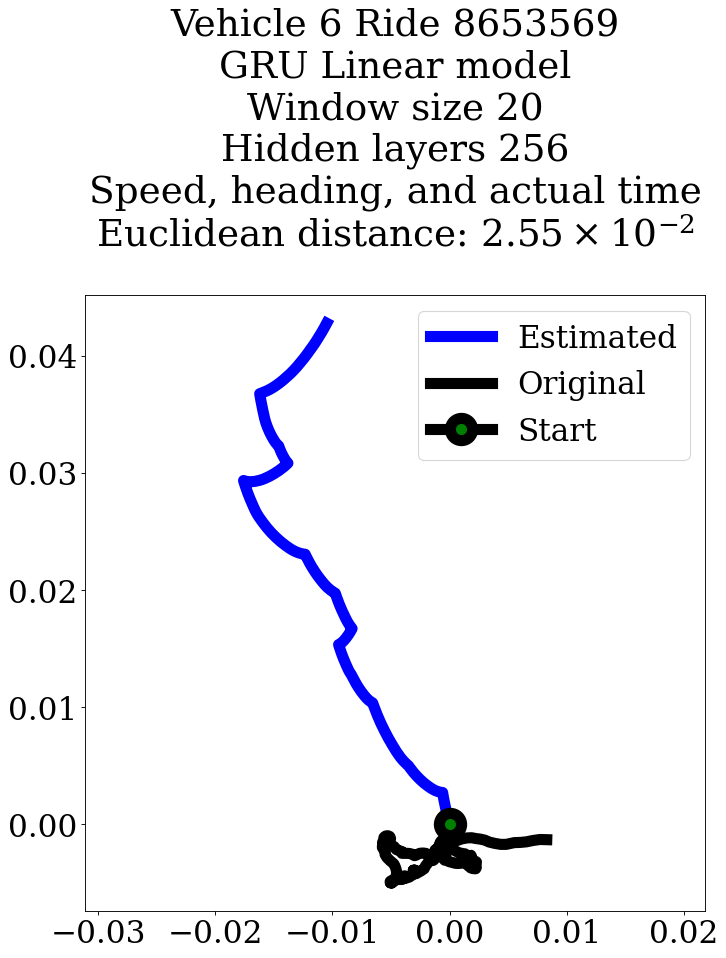 Vehicle 6 Ride 8653569
GRU Linear model
Window size 20
Hidden layers 256
Speed, heading, and actual time
Euclidean distance: 2.55 × 10⁻²
Estimated
Original
Start
0.04
0.03
0.02
0.01
0.00
−0.03 −0.02 −0.01 0.00 0.01 0.02